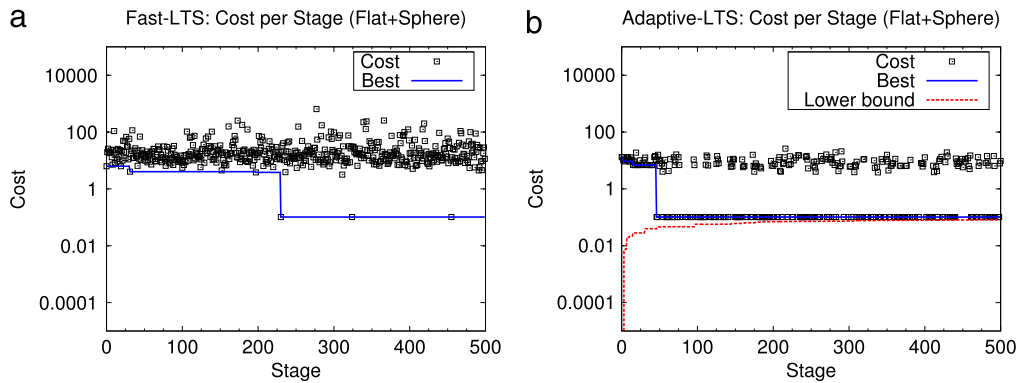 a
Fast-LTS: Cost per Stage (Flat+Sphere)
Cost
Best
10000
100
1
0.01
0.0001
Cost
0
100
200
300
400
500
Stage
b
Adaptive-LTS: Cost per Stage (Flat+Sphere)
Cost
Best
Lower bound
10000
100
1
0.01
0.0001
Cost
0
100
200
300
400
500
Stage